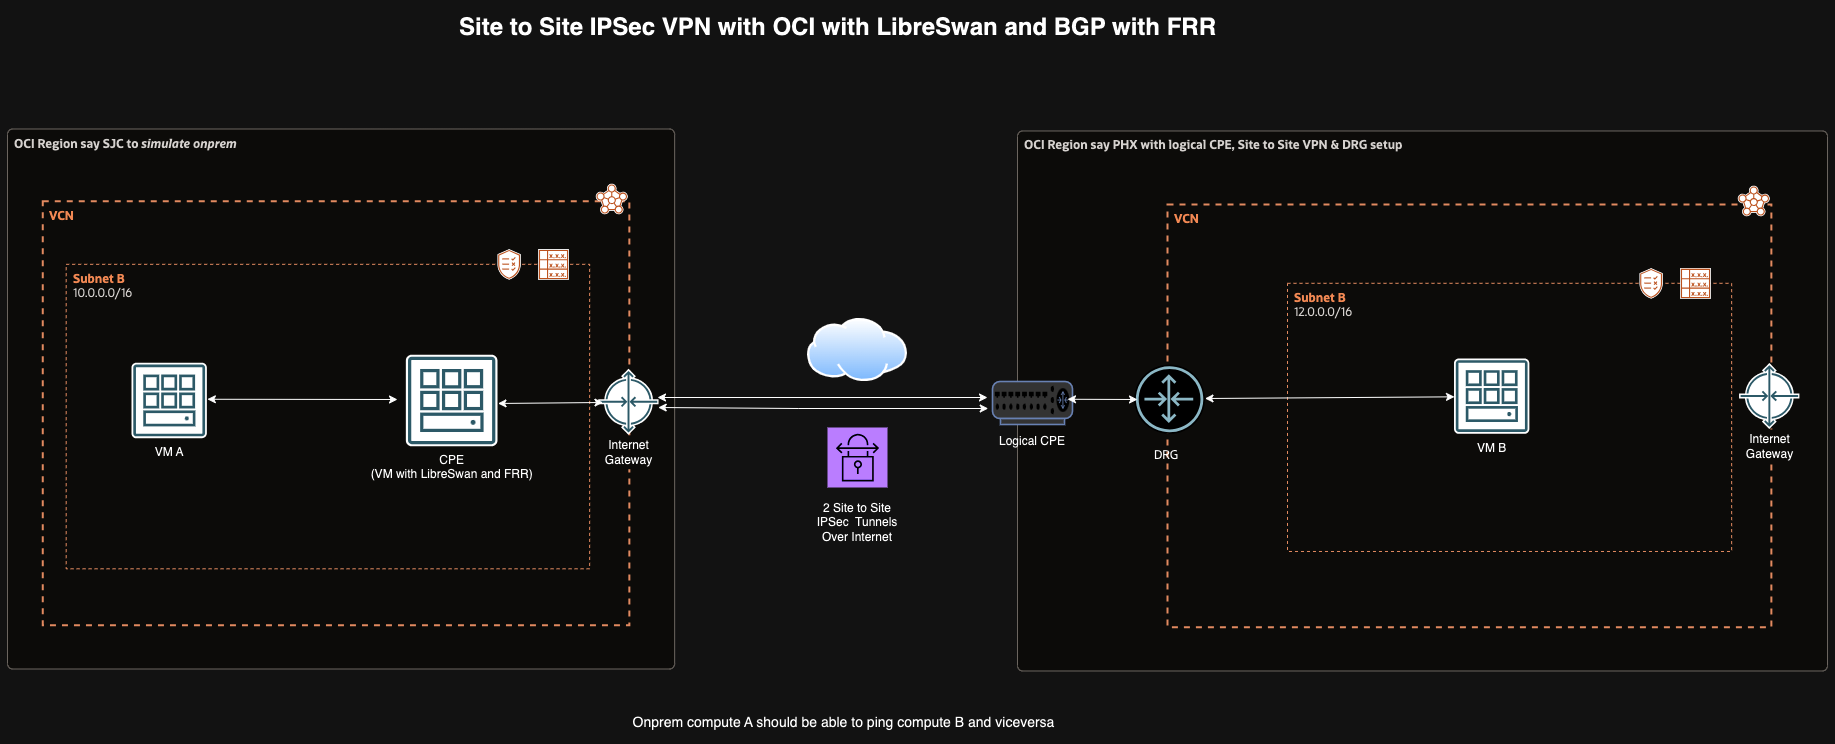 Site to Site IPSec VPN with OCI with LibreSwan and BGP with FRR
OCI Region say SJC to simulate onprem
VCN
Subnet B
10.0.0.0/16
VM A
CPE
(VM with LibreSwan and FRR)
Internet
Gateway
2 Site to Site
IPSec Tunnels
Over Internet
OCI Region say PHX with logical CPE, Site to Site VPN & DRG setup
Logical CPE
VCN
DRG
Subnet B
12.0.0.0/16
VM B
Internet
Gateway
Onprem compute A should be able to ping compute B and viceversa